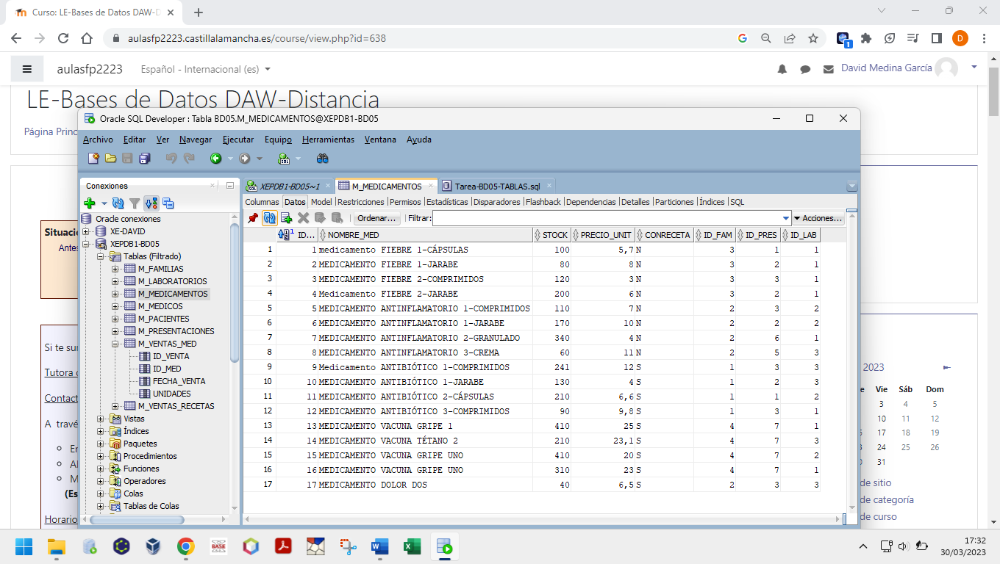 Curso: LE-Bases de Datos DAW-D
aulasfp2223.castillalamancha.es/course/view.php?id=638
1
D
aulasfp2223
Español - Internacional (es)
David Medina García
LE-Bases de Datos DAW-Distancia
Página Princ
Oracle SQL Developer : Tabla BD05.M_MEDICAMENTOS@XEPDB1-BD05
Archivo Editar Ver Navegar Ejecutar Equipo Herramientas Ventana Ayuda
Conexiones
XEPDB1-BD05~1 M_MEDICAMENTOS Tarea-BD05-TABLAS.sql
Columnas Datos Model Restricciones Permisos Estadísticas Disparadores Flashback Dependencias Detalles Particiones Índices SQL
Ordenar... Filtrar: Acciones...
Oracle conexiones
XE-DAVID
XEPDB1-BD05
Tablas (Filtrado)
M_FAMILIAS
M_LABORATORIOS
M_MEDICAMENTOS
M_MEDICOS
M_PACIENTES
M_PRESENTACIONES
M_VENTAS_MED
ID_VENTA
ID_MED
FECHA_VENTA
UNIDADES
M_VENTAS_RECETAS
Vistas
Índices
Paquetes
Procedimientos
Funciones
Operadores
Colas
Tablas de Colas
ID... NOMBRE_MED STOCK PRECIO_UNIT CONRECETA ID_FAM ID_PRES ID_LAB
1 1 medicamento FIEBRE 1-CÁPSULAS 100 5,7 N 3 1 1
2 2 MEDICAMENTO FIEBRE 1-JARABE 80 8 N 3 2 1
3 3 MEDICAMENTO FIEBRE 2-COMPRIMIDOS 120 3 N 3 3 1
4 4 Medicamento FIEBRE 2-JARABE 200 6 N 3 2 1
5 5 MEDICAMENTO ANTINFLAMATORIO 1-COMPRIMIDOS 110 7 N 2 3 2
6 6 MEDICAMENTO ANTINFLAMATORIO 1-JARABE 170 10 N 2 2 2
7 7 MEDICAMENTO ANTINFLAMATORIO 2-GRANULADO 340 4 N 2 6 1
8 8 MEDICAMENTO ANTINFLAMATORIO 3-CREMA 60 11 N 2 5 3
9 9 Medicamento ANTIBIÓTICO 1-COMPRIMIDOS 241 12 S 1 3 3
10 10 MEDICAMENTO ANTIBIÓTICO 1-JARABE 130 4 S 1 2 3
11 11 MEDICAMENTO ANTIBIÓTICO 2-CÁPSULAS 210 6,6 S 1 1 2
12 12 MEDICAMENTO ANTIBIÓTICO 3-COMPRIMIDOS 90 9,8 S 1 3 1
13 13 MEDICAMENTO VACUNA GRIPE 1 410 25 S 4 7 1
14 14 MEDICAMENTO VACUNA TÉTANO 2 210 23,1 S 4 7 3
15 15 MEDICAMENTO VACUNA GRIPE UNO 410 20 S 4 7 2
16 16 MEDICAMENTO VACUNA GRIPE UNO 310 23 S 4 7 1
17 17 MEDICAMENTO DOLOR DOS 40 6,5 S 2 3 3
Situació
Antes
Si te sur
Tutora d
Contact
A travé
Er
Al
M
(Es
Horario
2023
e Vie Sáb Dom
3 4 5
10 11 12
17 18 19
24 25 26
31
de sitio
de categoría
de curso
BASE
17:32
30/03/2023